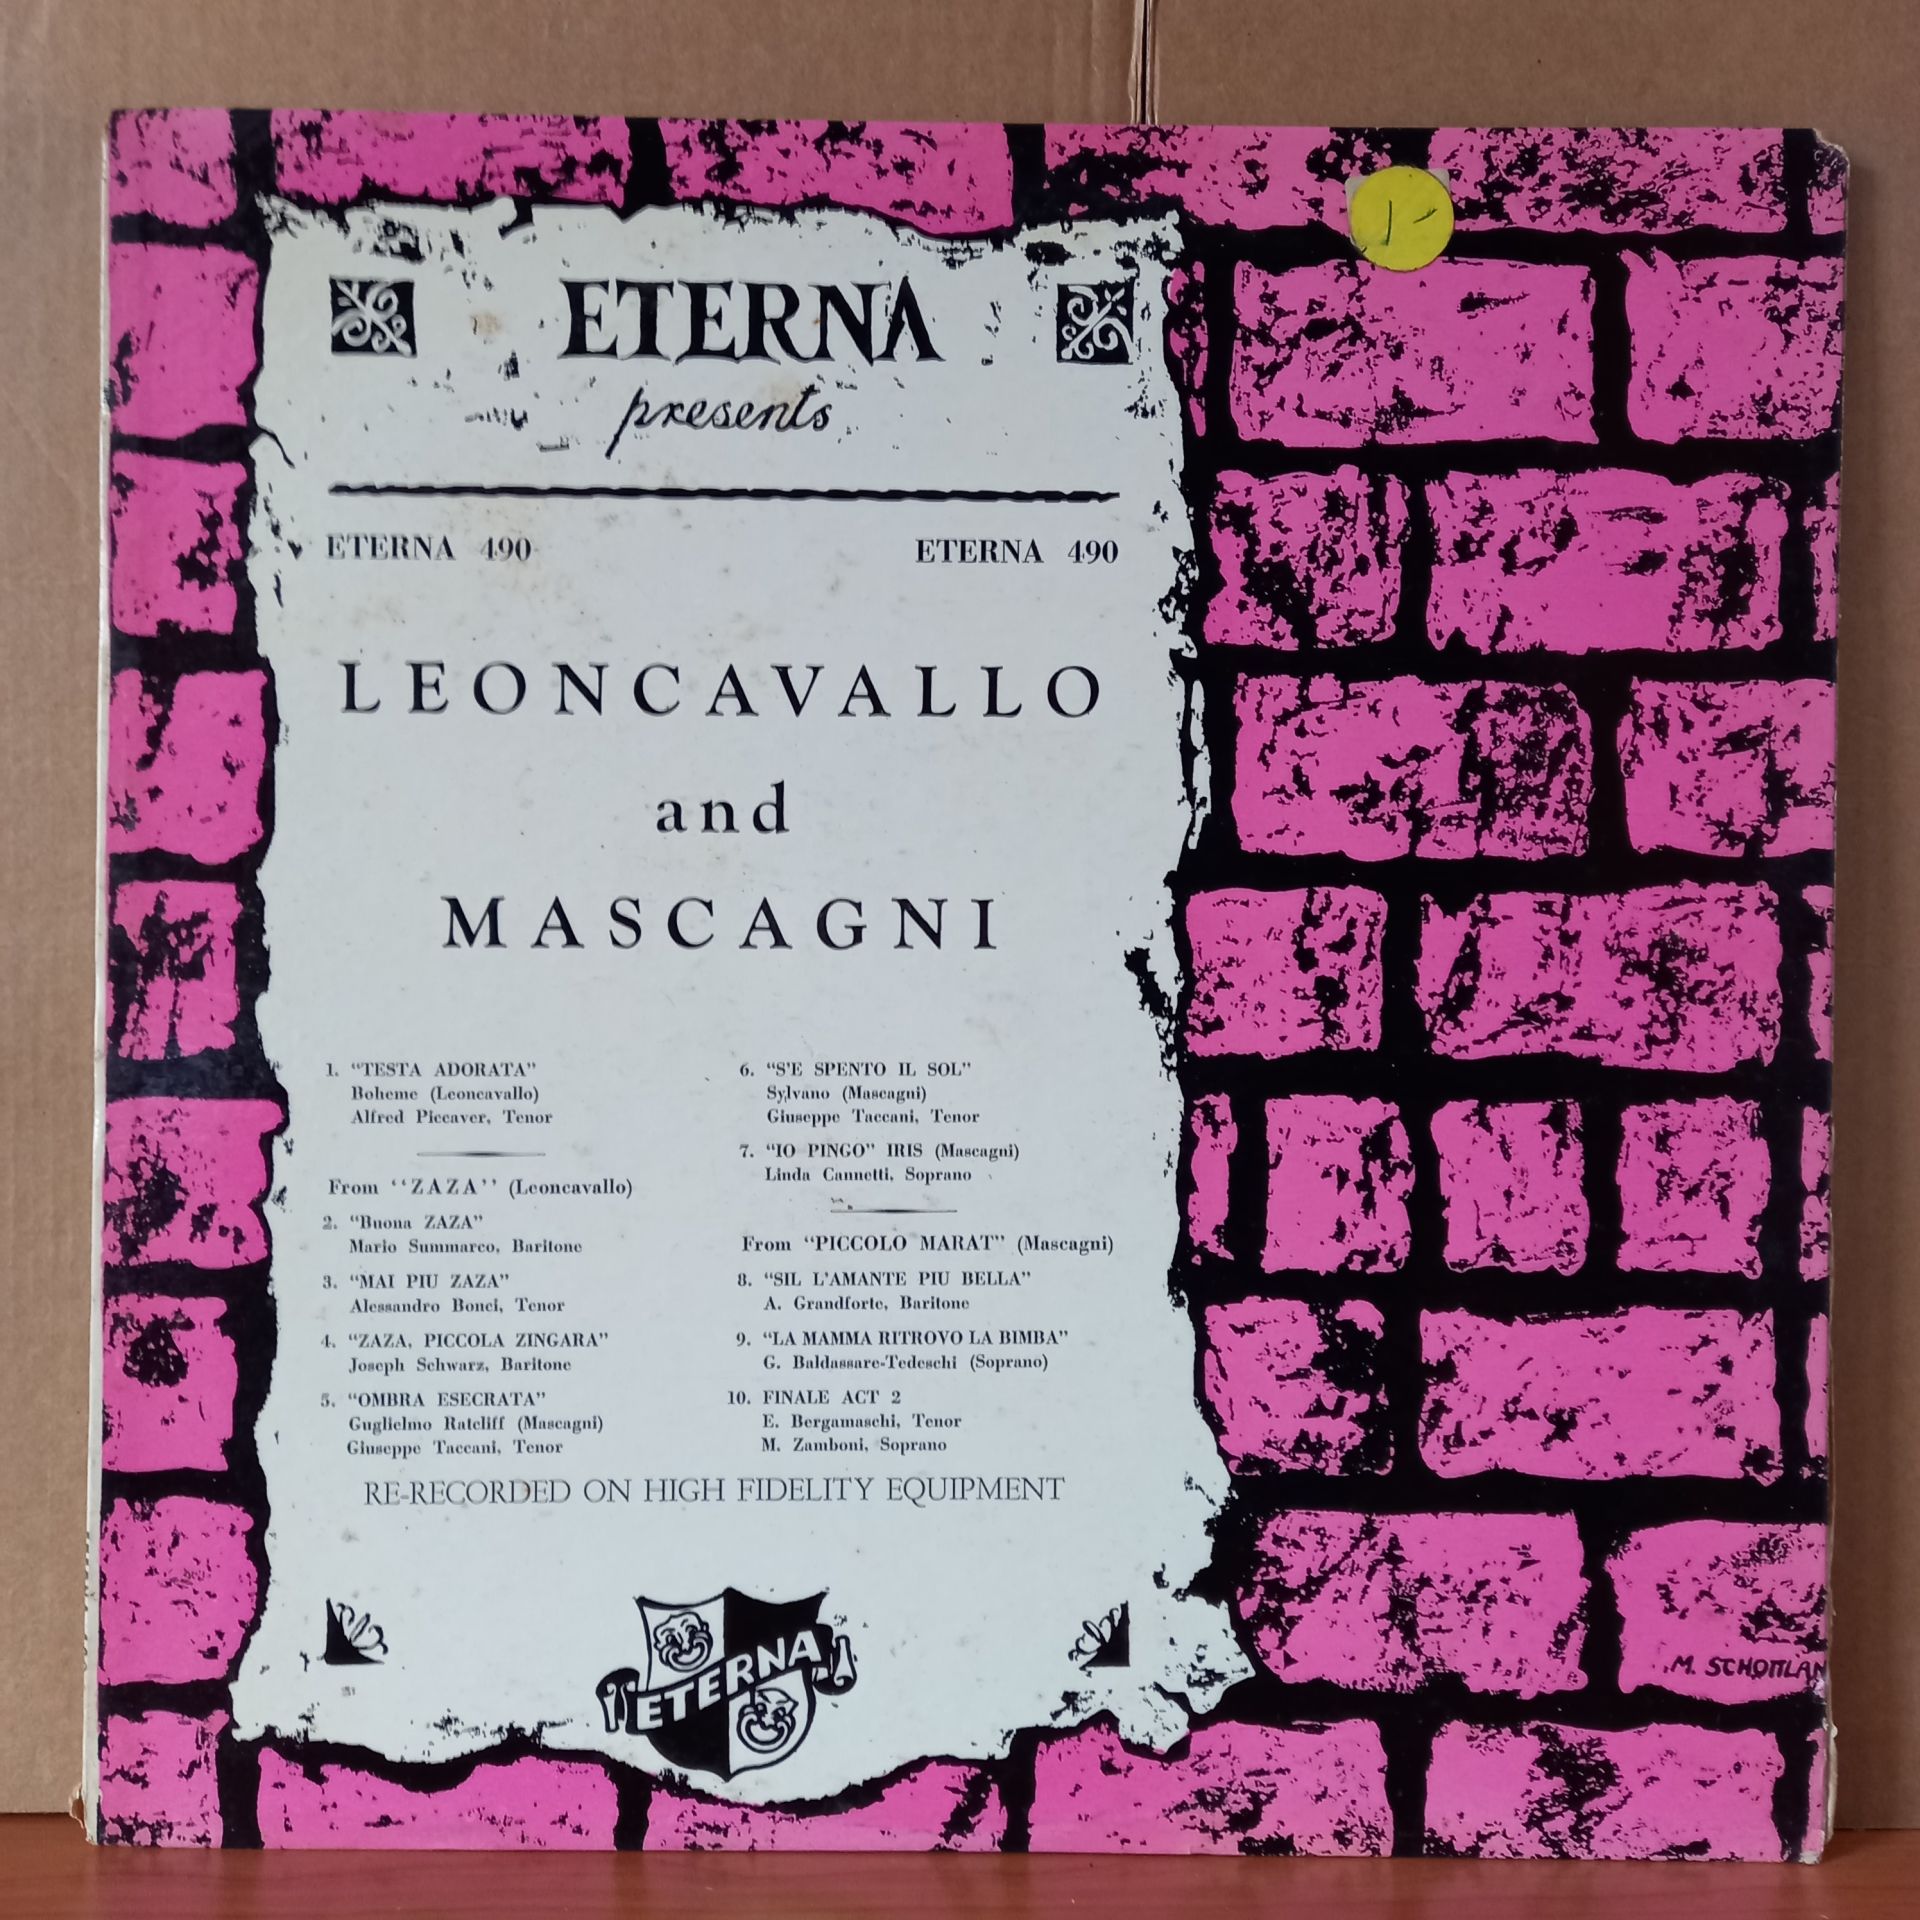 ETERNA
presents
ETERNA 490 ETERNA 490
LEONCAVALLO
and
MASCAGNI
1. “TESTA ADORATA”
Boheme (Leoncavallo)
Alfred Piccaver, Tenor
From “ZAZA” (Leoncavallo)
2. “Buona ZAZA”
Mario Summarco, Baritone
3. “MAI PIU ZAZA”
Alessandro Bonci, Tenor
4. “ZAZA, PICCOLA ZINGARA”
Joseph Schwarz, Baritone
5. “OMBRA ESECRATA”
Guglielmo Ratcliff (Mascagni)
Giuseppe Taccani, Tenor
6. “S'E SPENTO IL SOL”
Sylvano (Mascagni)
Giuseppe Taccani, Tenor
7. “IO PINGO” IRIS (Mascagni)
Linda Cannetti, Soprano
From “PICCOLO MARAT” (Mascagni)
8. “SIL L'AMANTE PIU BELLA”
A. Grandforte, Baritone
9. “LA MAMMA RITROVO LA BIMBA”
G. Baldassare-Tedeschi (Soprano)
10. FINALE ACT 2
E. Bergamaschi, Tenor
M. Zamboni, Soprano
RE-RECORDED ON HIGH FIDELITY EQUIPMENT
ETERNA
M. SCHOTTLAN